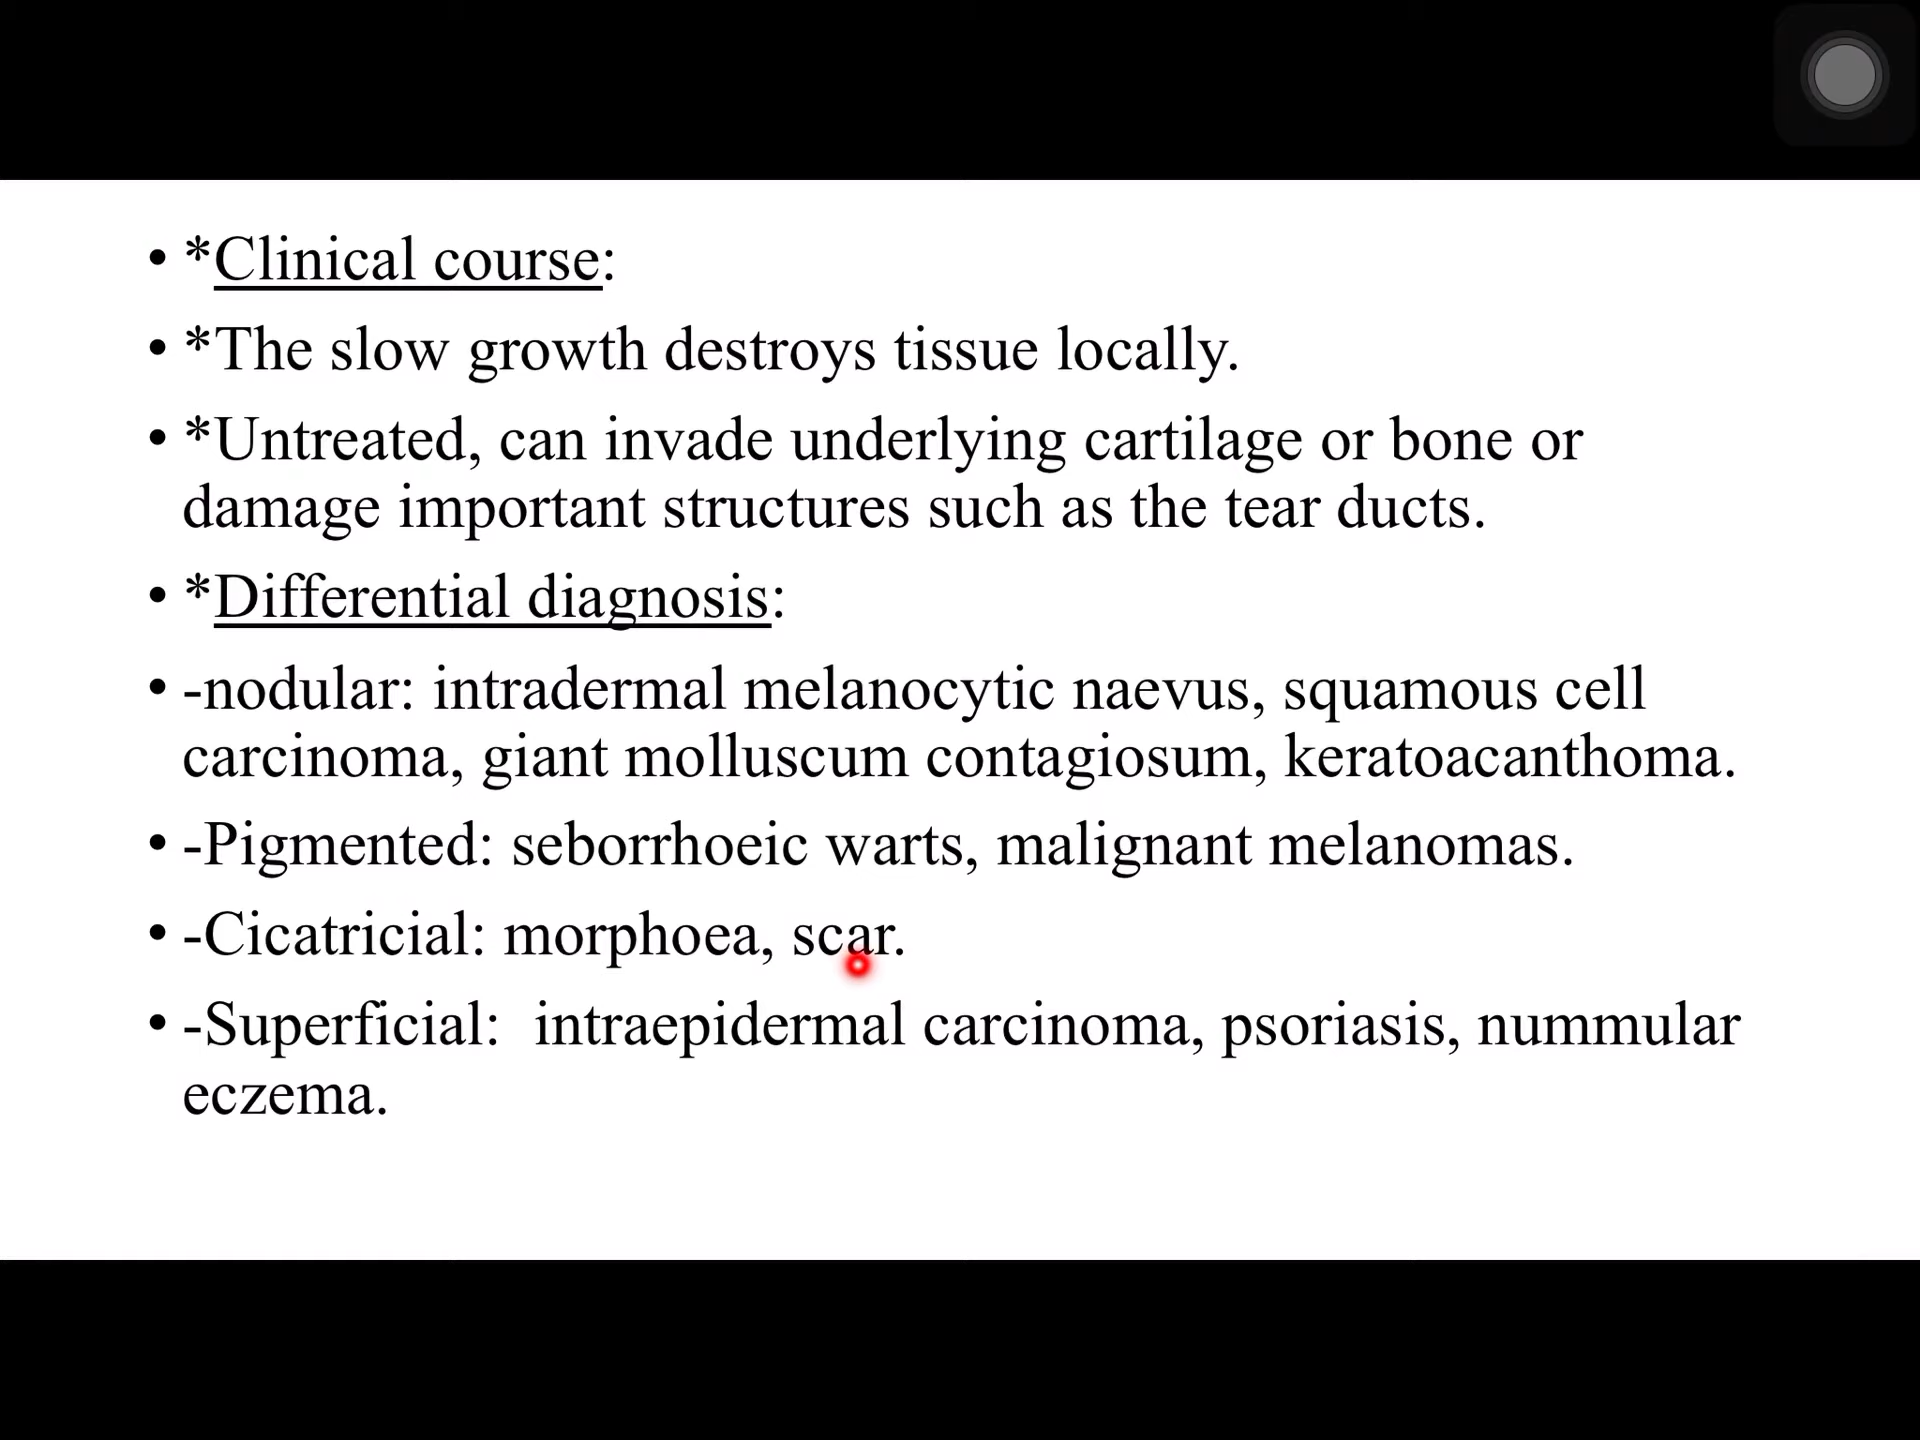 • *Clinical course:
• *The slow growth destroys tissue locally.
• *Untreated, can invade underlying cartilage or bone or
damage important structures such as the tear ducts.
• *Differential diagnosis:
• -nodular: intradermal melanocytic naevus, squamous cell
carcinoma, giant molluscum contagiosum, keratoacanthoma.
• -Pigmented: seborrhoeic warts, malignant melanomas.
• -Cicatricial: morphoea, scar.
• -Superficial:  intraepidermal carcinoma, psoriasis, nummular
eczema.